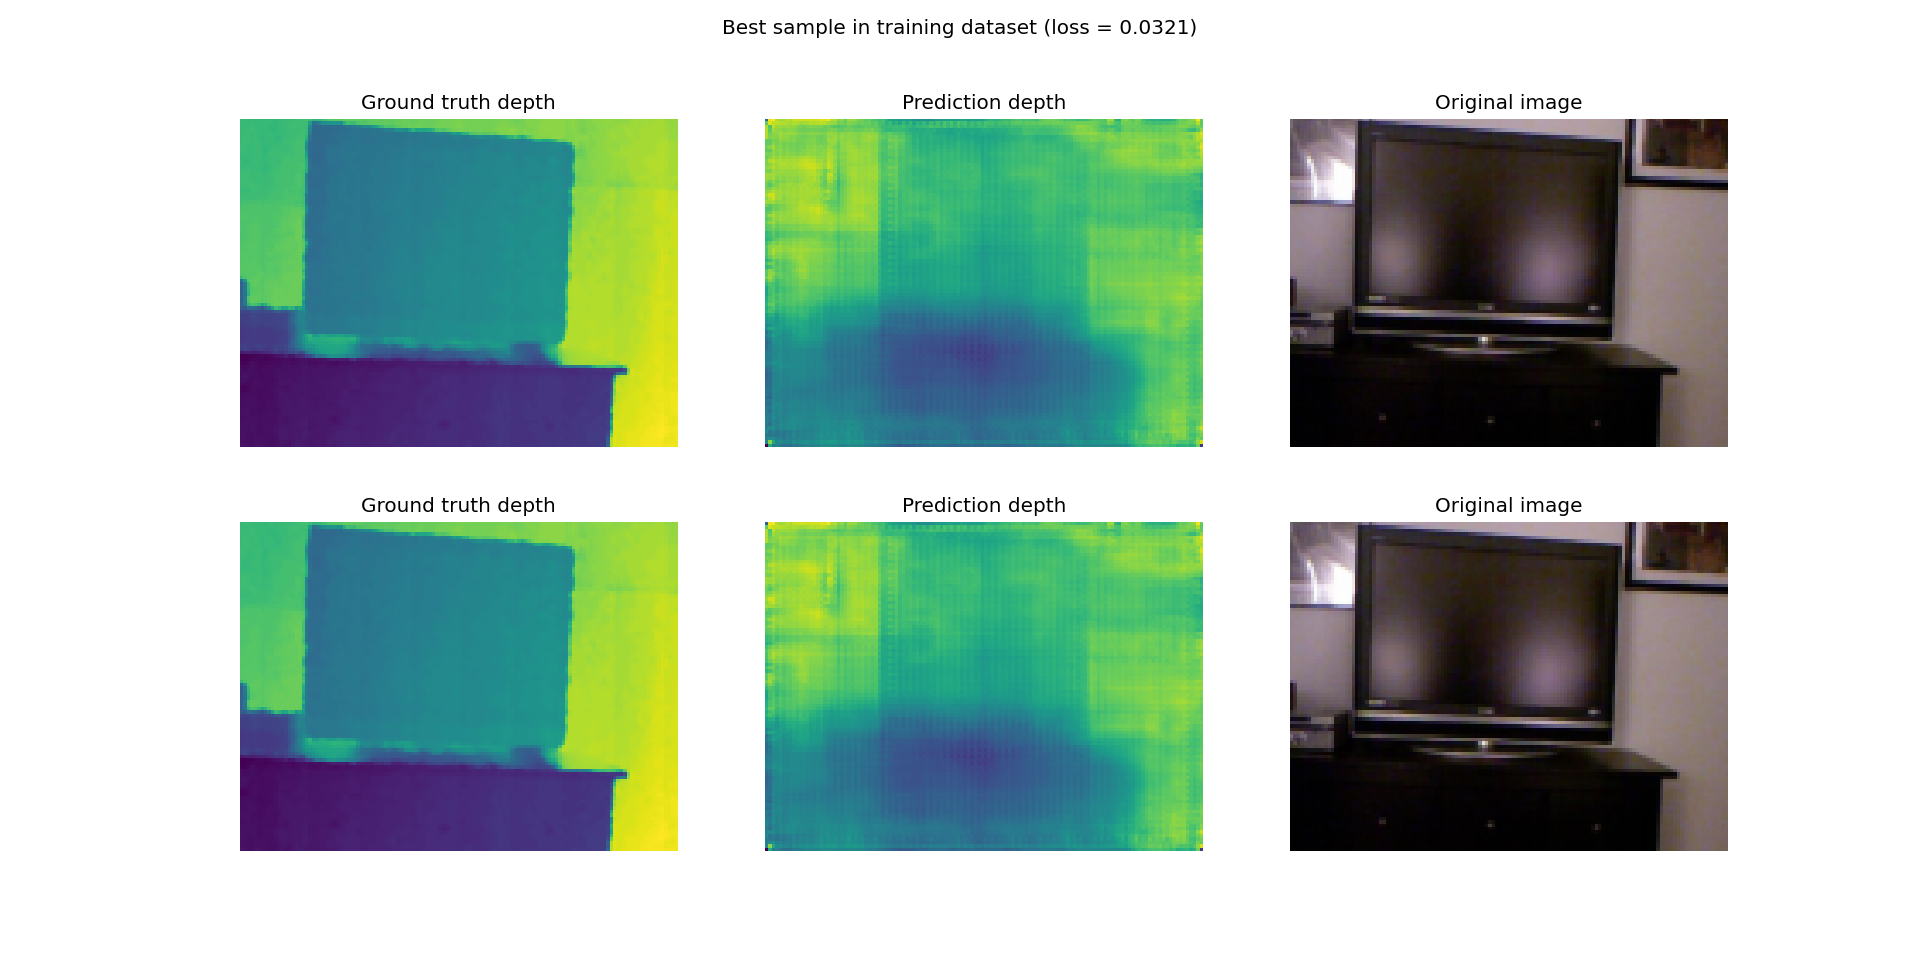 Best sample in training dataset (loss = 0.0321)
Ground truth depth
Prediction depth
Original image
Ground truth depth
Prediction depth
Original image